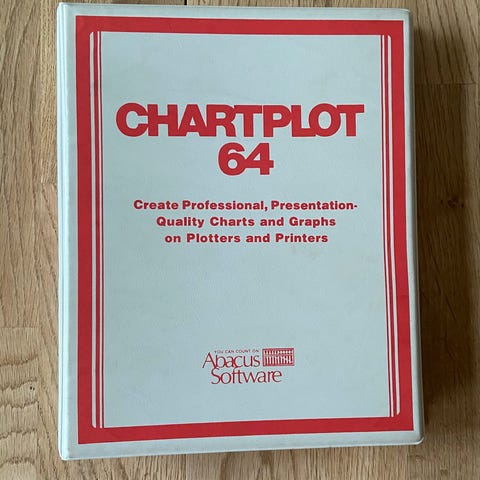 CHARTPLOT
64
Create Professional, Presentation-
Quality Charts and Graphs
on Plotters and Printers
YOU CAN COUNT ON
Abacus
Software